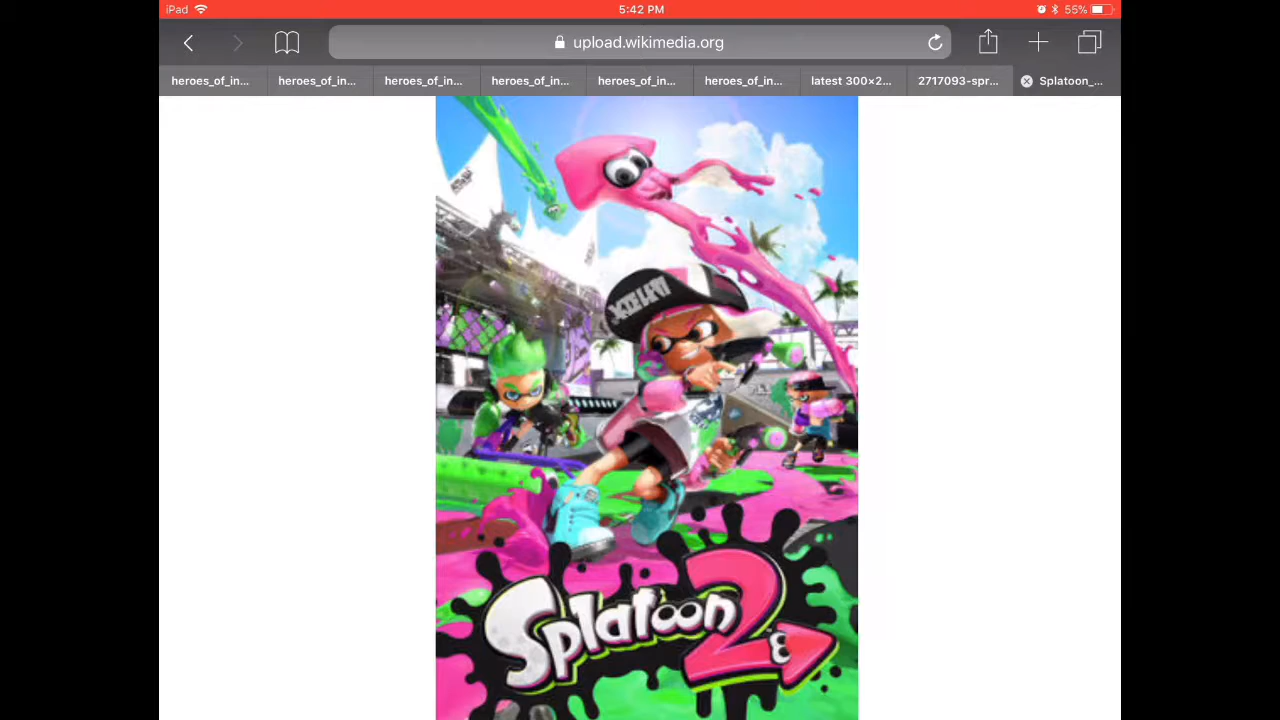 iPad
5:42 PM
55%
upload.wikimedia.org
heroes_of_in...
heroes_of_in...
heroes_of_in...
heroes_of_in...
heroes_of_in...
heroes_of_in...
latest 300×2...
2717093-spr...
Splatoon_...
Splatoon 2